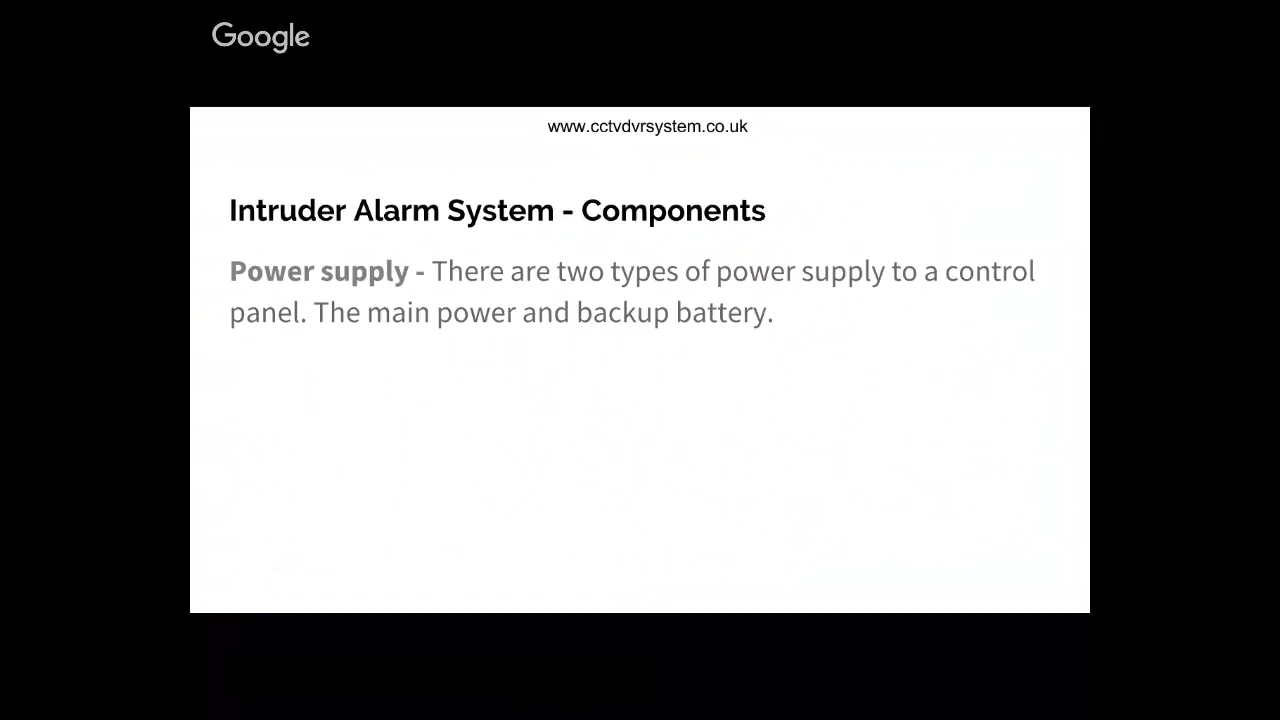 Google
www.cctvdvrsystem.co.uk
Intruder Alarm System - Components
Power supply - There are two types of power supply to a control
panel. The main power and backup battery.